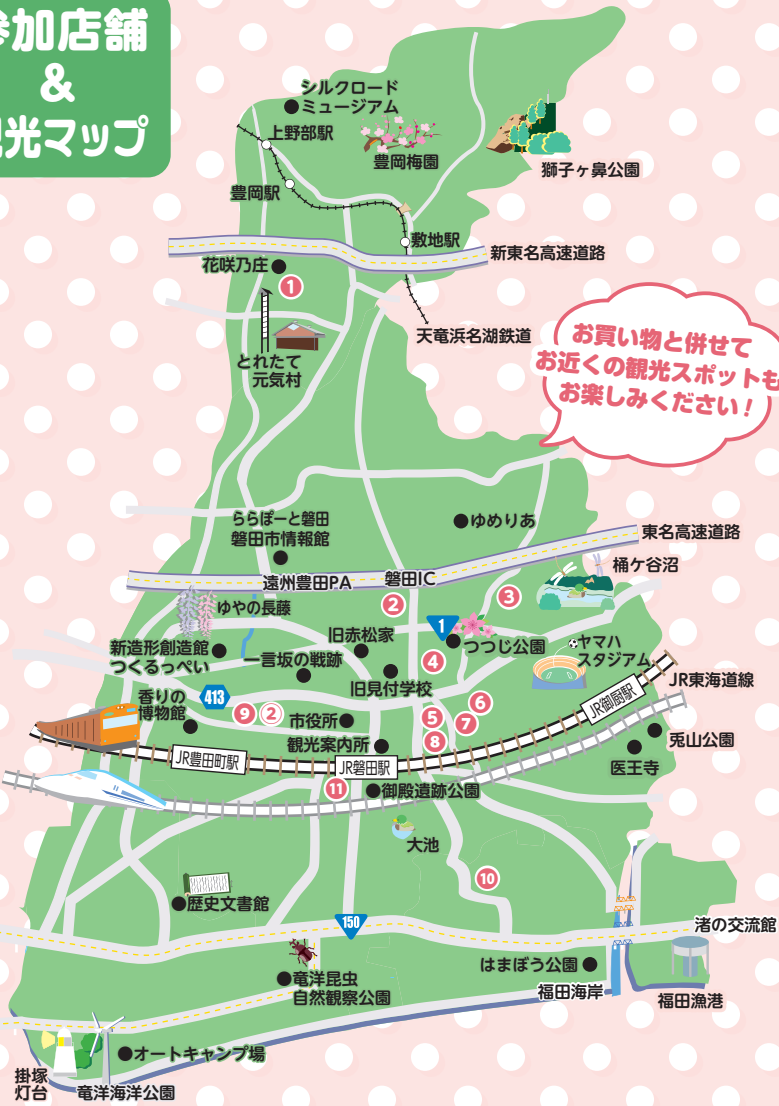 参加店舗
&
観光マップ
シルクロード
ミュージアム
上野部駅
豊岡梅園
獅子ヶ鼻公園
豊岡駅
敷地駅
新東名高速道路
花咲乃庄
1
天竜浜名湖鉄道
とれたて
元気村
お買い物と併せて
お近くの観光スポットも
お楽しみください!
ららぽーと磐田
磐田市情報館
ゆめりあ
東名高速道路
遠州豊田PA
磐田IC
桶ケ谷沼
2
3
ゆやの長藤
1
つつじ公園
ヤマハ
スタジアム
新造形創造館
つくるっぺい
旧赤松家
一言坂の戦跡
4
旧見付学校
JR東海道線
JR御厨駅
413
香りの
博物館
9
2
市役所
5
6
7
8
観光案内所
兎山公園
医王寺
JR豊田町駅
JR磐田駅
11
御殿遺跡公園
大池
10
歴史文書館
150
渚の交流館
竜洋昆虫
自然観察公園
はまぼう公園
福田海岸
福田漁港
オートキャンプ場
掛塚
灯台
竜洋海洋公園